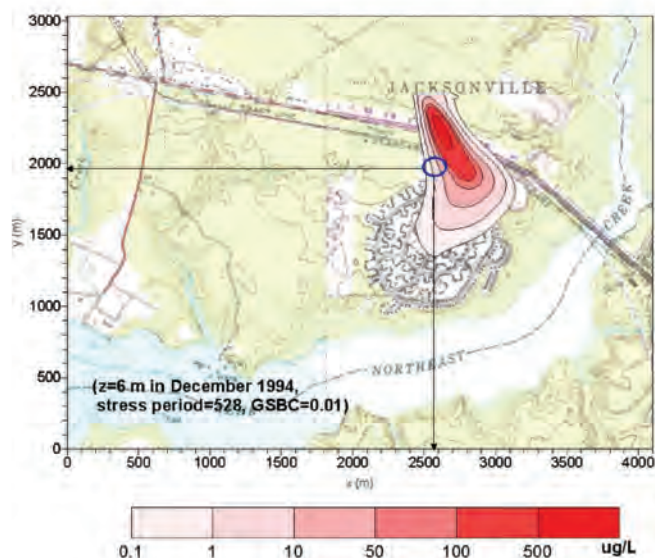 3000
2500
2000
1500
1000
500
0
y (m)
JACKSONVILLE
CREEK
NORTHEAST
(z=6 m in December 1994,
stress period=528, GSBC=0.01)
0 500 1000 1500 2000 2500 3000 3500 4000
x (m)
0.1 1 10 50 100 500 ug/L